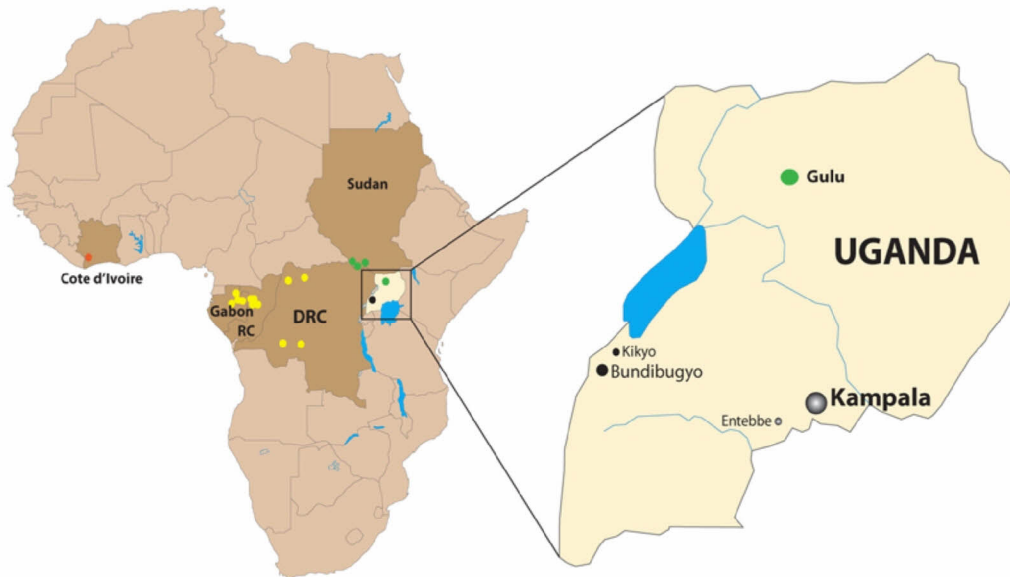 Sudan
Cote d'Ivoire
Gabon
RC
DRC
Gulu
UGANDA
Kikyo
Bundibugyo
Kampala
Entebbe